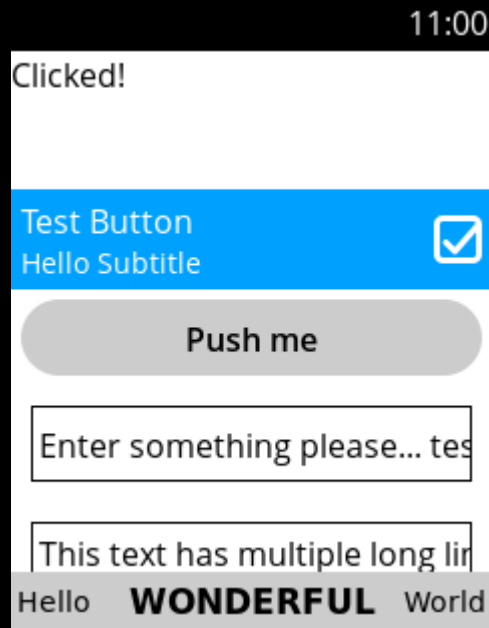 11:00
Clicked!
Test Button
Hello Subtitle
Push me
Enter something please... tes
This text has multiple long lin
Hello WONDERFUL World